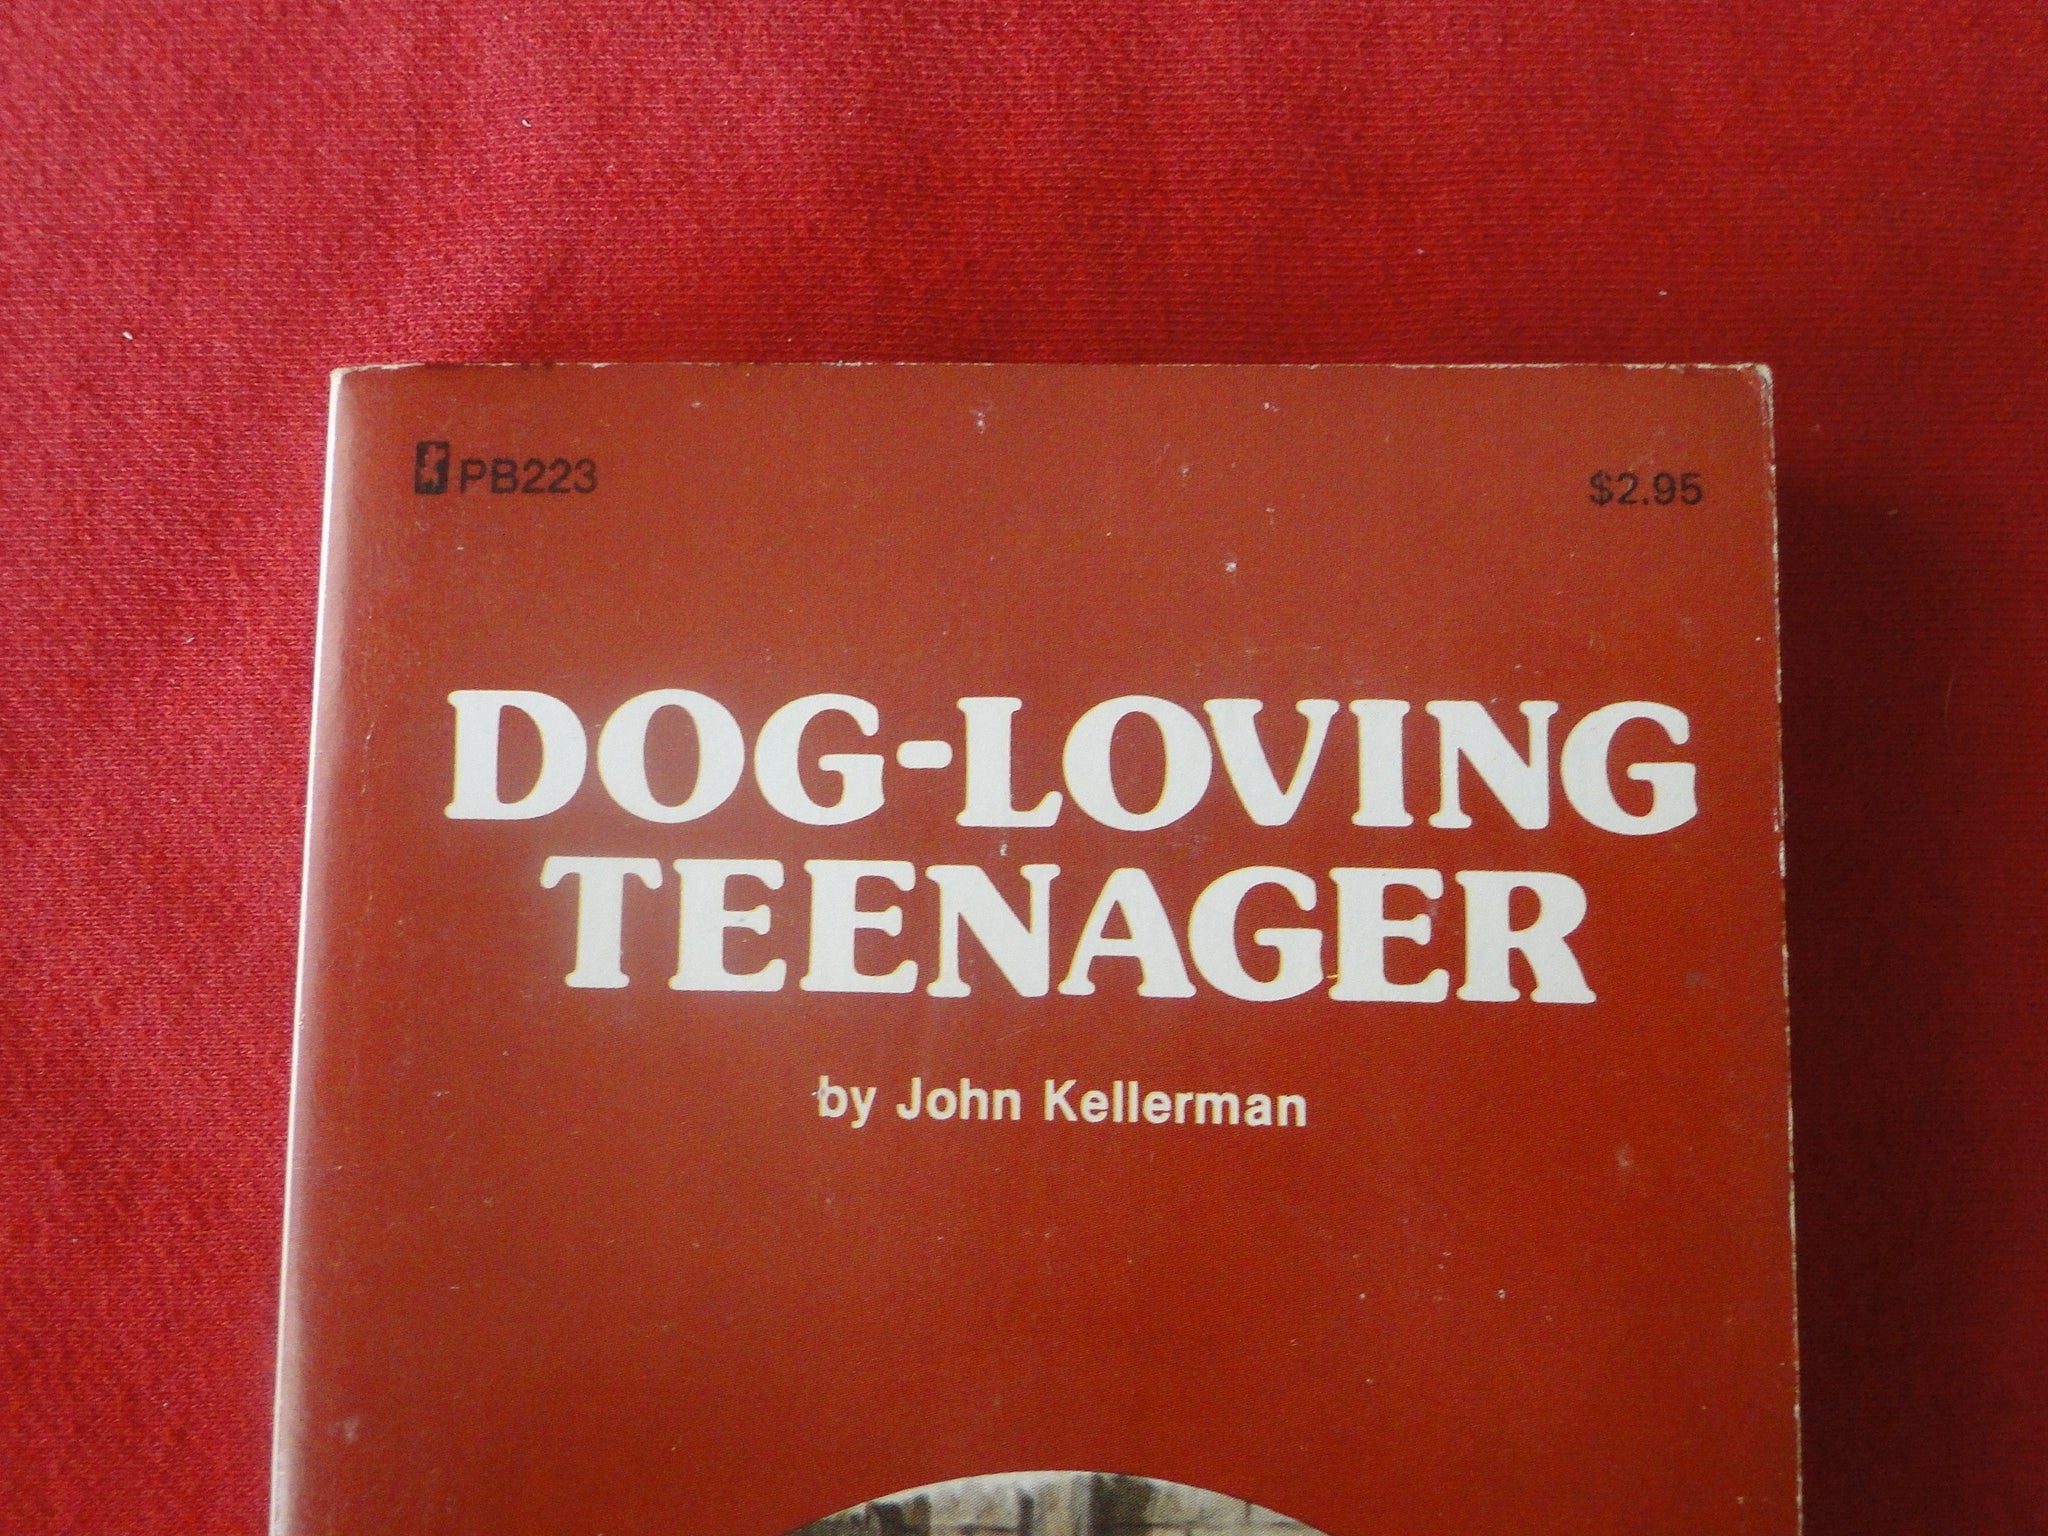 PB223
$2.95
DOG-LOVING
TEENAGER
by John Kellerman